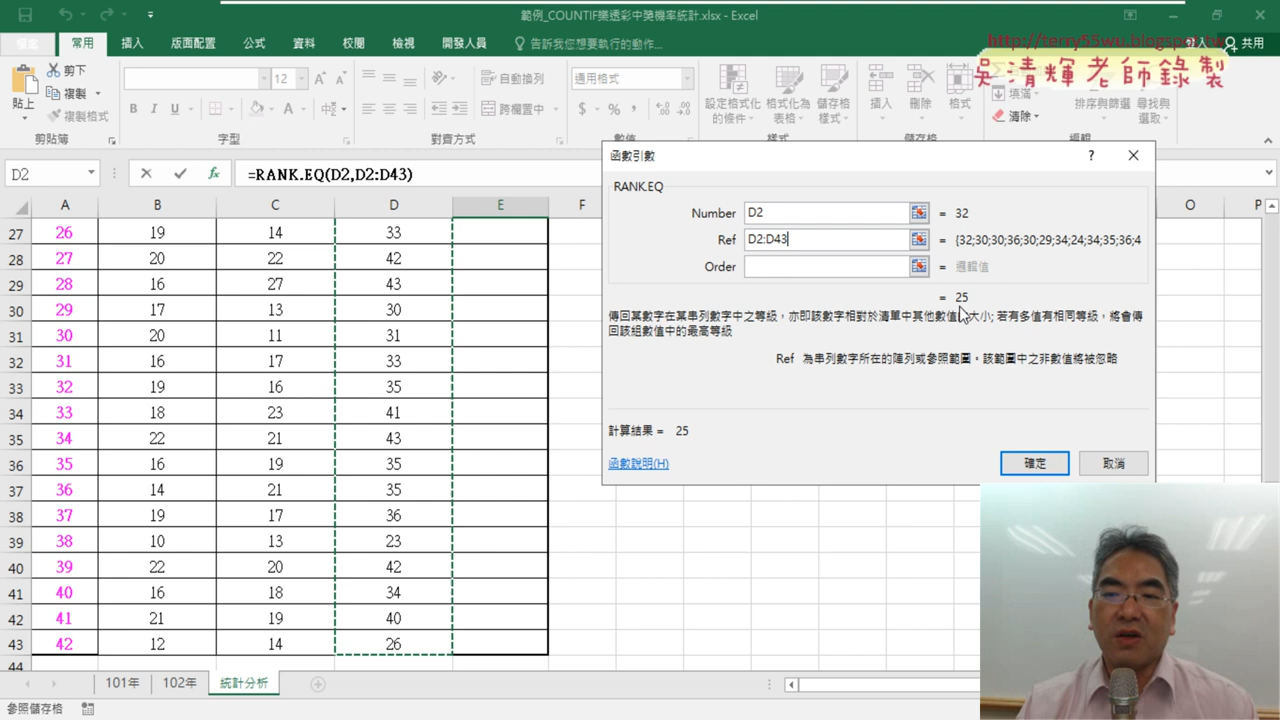 範例_COUNTIF樂透彩中獎機率統計.xlsx - Excel
常用 插入 版面配置 公式 資料 校閱 檢視 開發人員 告訴我您想要執行的動作... 共用
http://terry55wu.blogspot.tw
吳清輝老師錄製
貼上 剪下 複製 複製格式
12 自動換列 跨欄置中 通用格式
B I U
設定格式化的條件 格式化為表格 儲存格樣式 插入 刪除 格式 填滿 清除 排序與篩選 尋找與選取
剪貼簿 字型 對齊方式 數值 樣式 儲存格 編輯
D2 fx =RANK.EQ(D2,D2:D43)
A B C D E F O P
27 26 19 14 33
28 27 20 22 42
29 28 16 27 43
30 29 17 13 30
31 30 20 11 31
32 31 16 17 33
33 32 19 16 35
34 33 18 23 41
35 34 22 21 43
36 35 16 19 35
37 36 14 21 35
38 37 19 17 36
39 38 10 13 23
40 39 22 20 42
41 40 16 18 34
42 41 21 19 40
43 42 12 14 26
44
函數引數 ?
RANK.EQ
Number D2 = 32
Ref D2:D43 = {32;30;30;36;30;29;34;24;34;35;36;4
Order = 邏輯值
= 25
傳回某數字在某串列數字中之等級，亦即該數字相對於清單中其他數值的大小; 若有多值有相同等級，將會傳
回該組數值中的最高等級
Ref 為串列數字所在的陣列或參照範圍。該範圍中之非數值將被忽略
計算結果 = 25
函數說明(H) 確定 取消
101年 102年 統計分析
參照儲存格